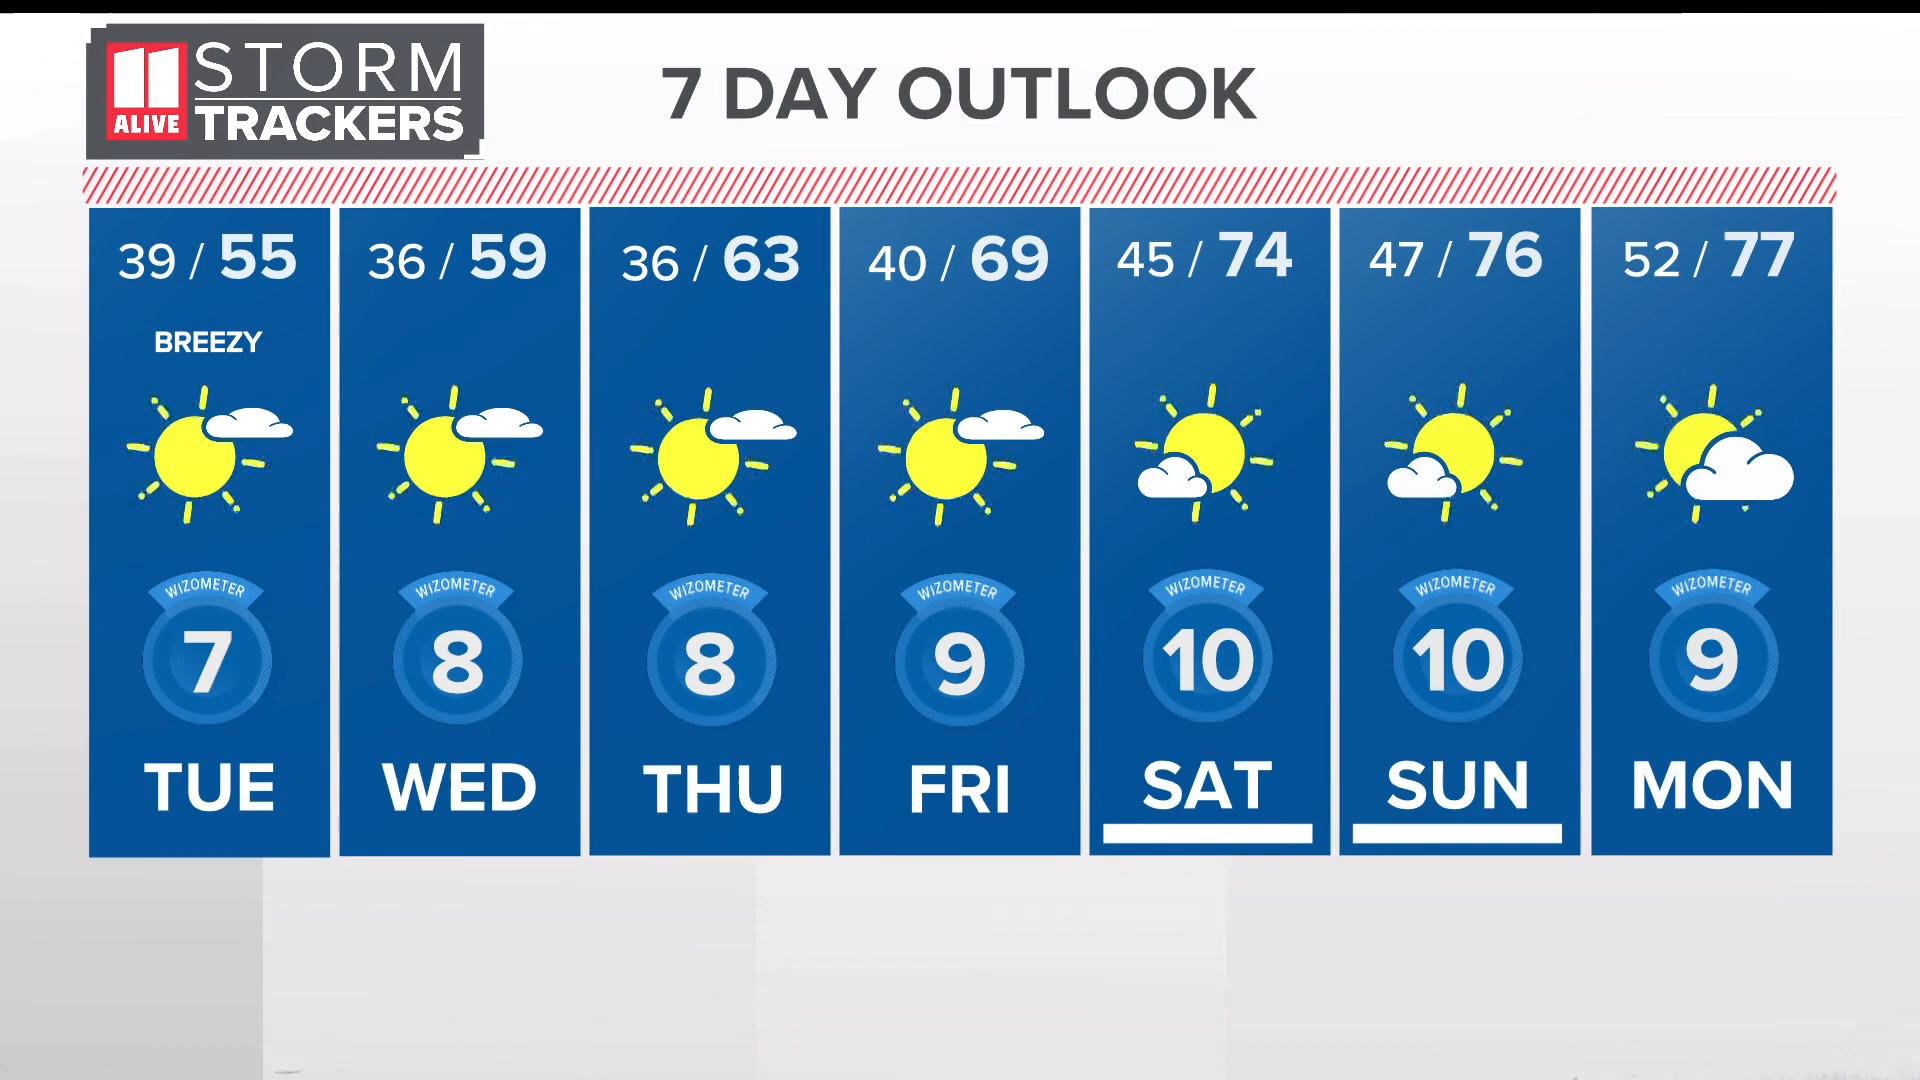 11 ALIVE
STORM
TRACKERS
7 DAY OUTLOOK
39 / 55
BREEZY
WIZOMETER
7
TUE
36 / 59
WIZOMETER
8
WED
36 / 63
WIZOMETER
8
THU
40 / 69
WIZOMETER
9
FRI
45 / 74
WIZOMETER
10
SAT
47 / 76
WIZOMETER
10
SUN
52 / 77
WIZOMETER
9
MON